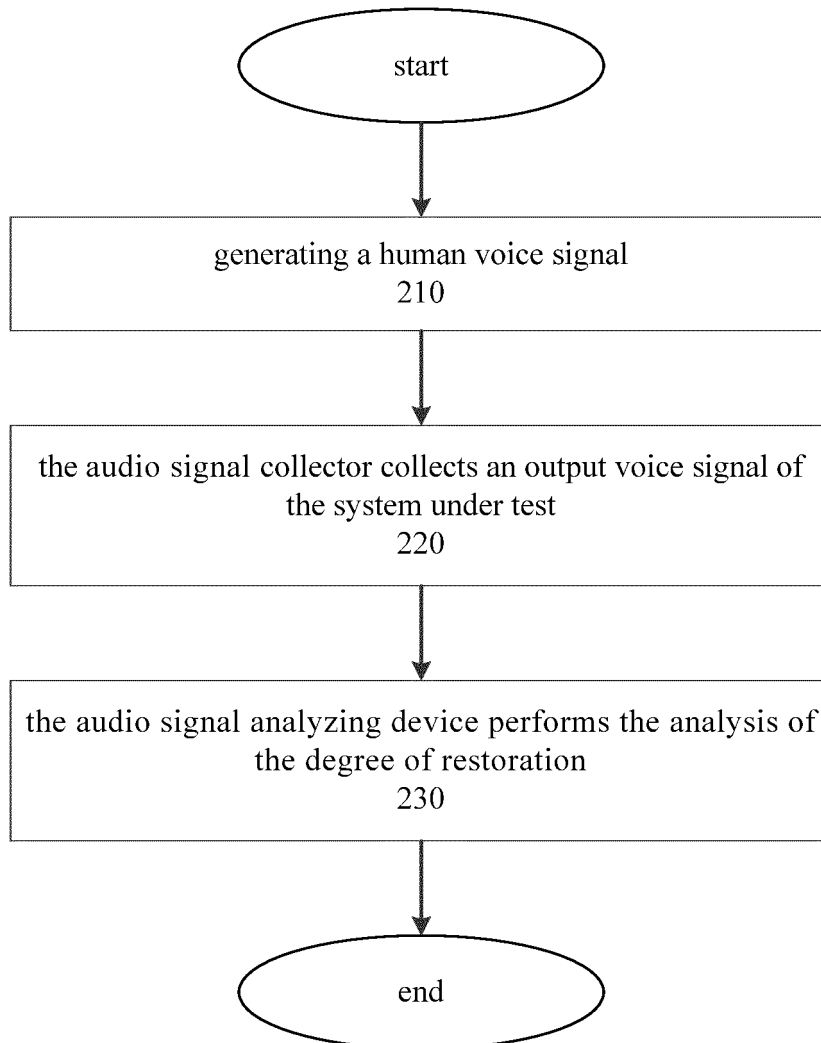 start
generating a human voice signal
210
the audio signal collector collects an output voice signal of
the system under test
220
the audio signal analyzing device performs the analysis of
the degree of restoration
230
end